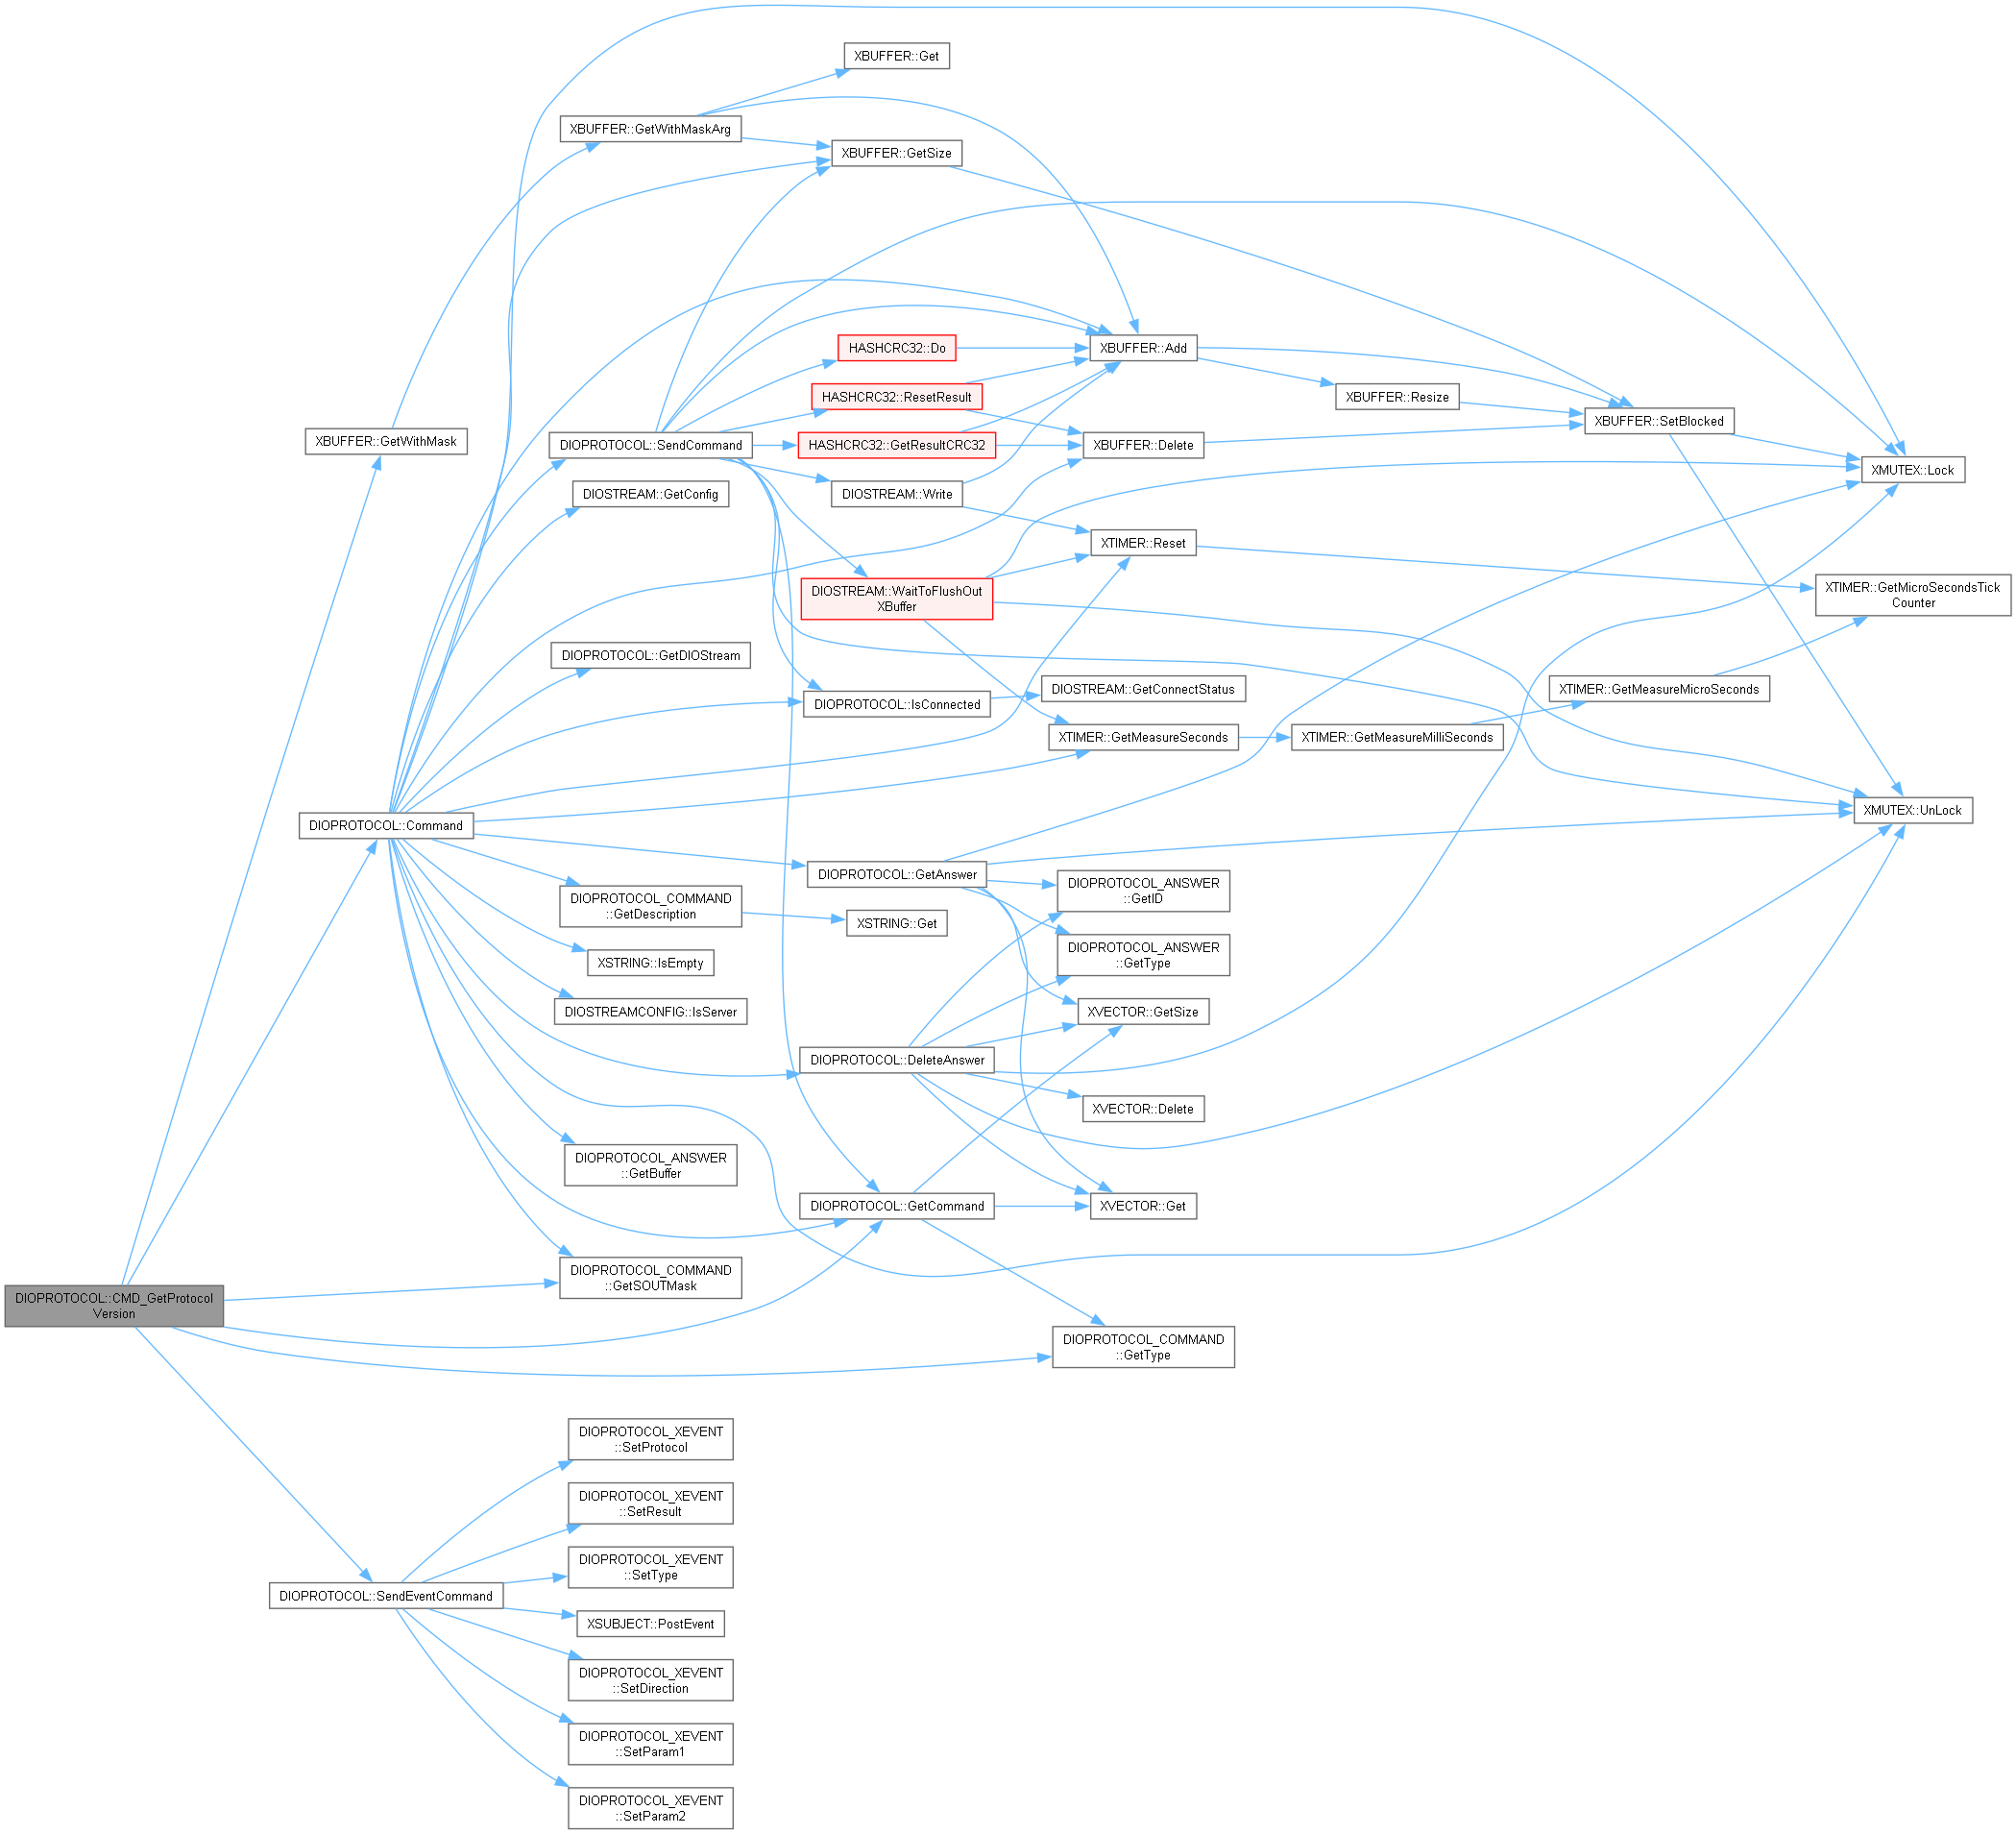 XBUFFER::Get
XBUFFER::GetWithMaskArg
XBUFFER::GetSize
HASHCRC32::Do
XBUFFER::Add
HASHCRC32::ResetResult
XBUFFER::Resize
XBUFFER::SetBlocked
XBUFFER::GetWithMask
DIOPROTOCOL::SendCommand
HASHCRC32::GetResultCRC32
XBUFFER::Delete
XMUTEX::Lock
DIOSTREAM::GetConfig
DIOSTREAM::Write
XTIMER::Reset
DIOSTREAM::WaitToFlushOut
XBuffer
XTIMER::GetMicroSecondsTick
Counter
DIOPROTOCOL::GetDIOStream
DIOPROTOCOL::IsConnected
DIOSTREAM::GetConnectStatus
XTIMER::GetMeasureMicroSeconds
XTIMER::GetMeasureSeconds
XTIMER::GetMeasureMilliSeconds
DIOPROTOCOL::Command
XMUTEX::UnLock
DIOPROTOCOL::GetAnswer
DIOPROTOCOL_ANSWER
::GetID
DIOPROTOCOL_COMMAND
::GetDescription
XSTRING::Get
DIOPROTOCOL_ANSWER
::GetType
XSTRING::IsEmpty
DIOSTREAMCONFIG::IsServer
XVECTOR::GetSize
DIOPROTOCOL::DeleteAnswer
XVECTOR::Delete
DIOPROTOCOL_ANSWER
::GetBuffer
DIOPROTOCOL::GetCommand
XVECTOR::Get
DIOPROTOCOL_COMMAND
::GetSOUTMask
DIOPROTOCOL::CMD_GetProtocol
Version
DIOPROTOCOL_COMMAND
::GetType
DIOPROTOCOL_XEVENT
::SetProtocol
DIOPROTOCOL_XEVENT
::SetResult
DIOPROTOCOL_XEVENT
::SetType
DIOPROTOCOL::SendEventCommand
XSUBJECT::PostEvent
DIOPROTOCOL_XEVENT
::SetDirection
DIOPROTOCOL_XEVENT
::SetParam1
DIOPROTOCOL_XEVENT
::SetParam2